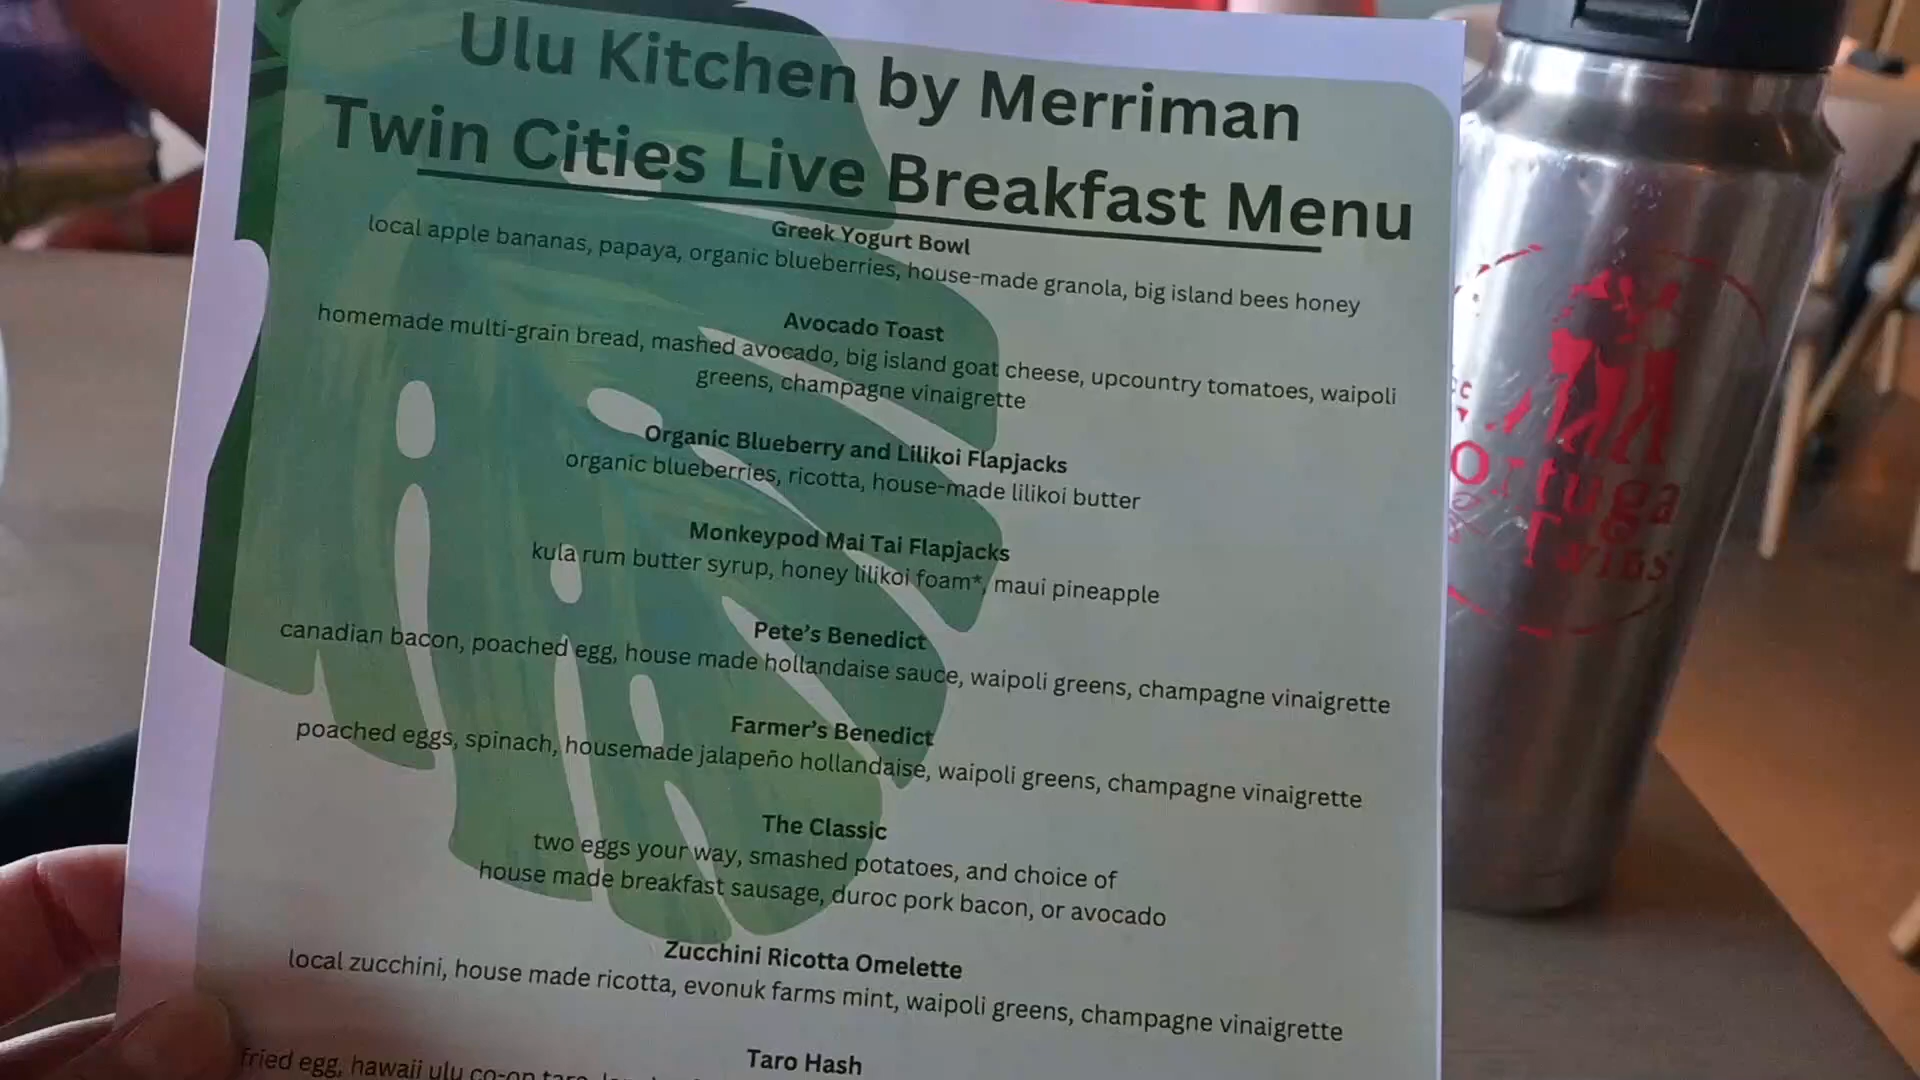 Ulu Kitchen by Merriman
Twin Cities Live Breakfast Menu
Greek Yogurt Bowl
local apple bananas, papaya, organic blueberries, house-made granola, big island bees honey
Avocado Toast
homemade multi-grain bread, mashed avocado, big island goat cheese, upcountry tomatoes, waipoli
greens, champagne vinaigrette
Organic Blueberry and Lilikoi Flapjacks
organic blueberries, ricotta, house-made lilikoi butter
Monkeypod Mai Tai Flapjacks
kula rum butter syrup, honey lilikoi foam*, maui pineapple
Pete's Benedict
canadian bacon, poached egg, house made hollandaise sauce, waipoli greens, champagne vinaigrette
Farmer's Benedict
poached eggs, spinach, housemade jalapeño hollandaise, waipoli greens, champagne vinaigrette
The Classic
two eggs your way, smashed potatoes, and choice of
house made breakfast sausage, duroc pork bacon, or avocado
Zucchini Ricotta Omelette
local zucchini, house made ricotta, evonuk farms mint, waipoli greens, champagne vinaigrette
Taro Hash
fried egg, hawaii ulu co-op taro,
Ortuga
Twins